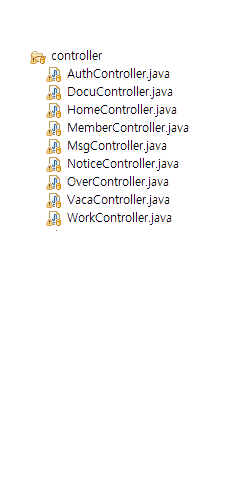 controller
AuthController.java
DocuController.java
HomeController.java
MemberController.java
MsgController.java
NoticeController.java
OverController.java
VacaController.java
WorkController.java